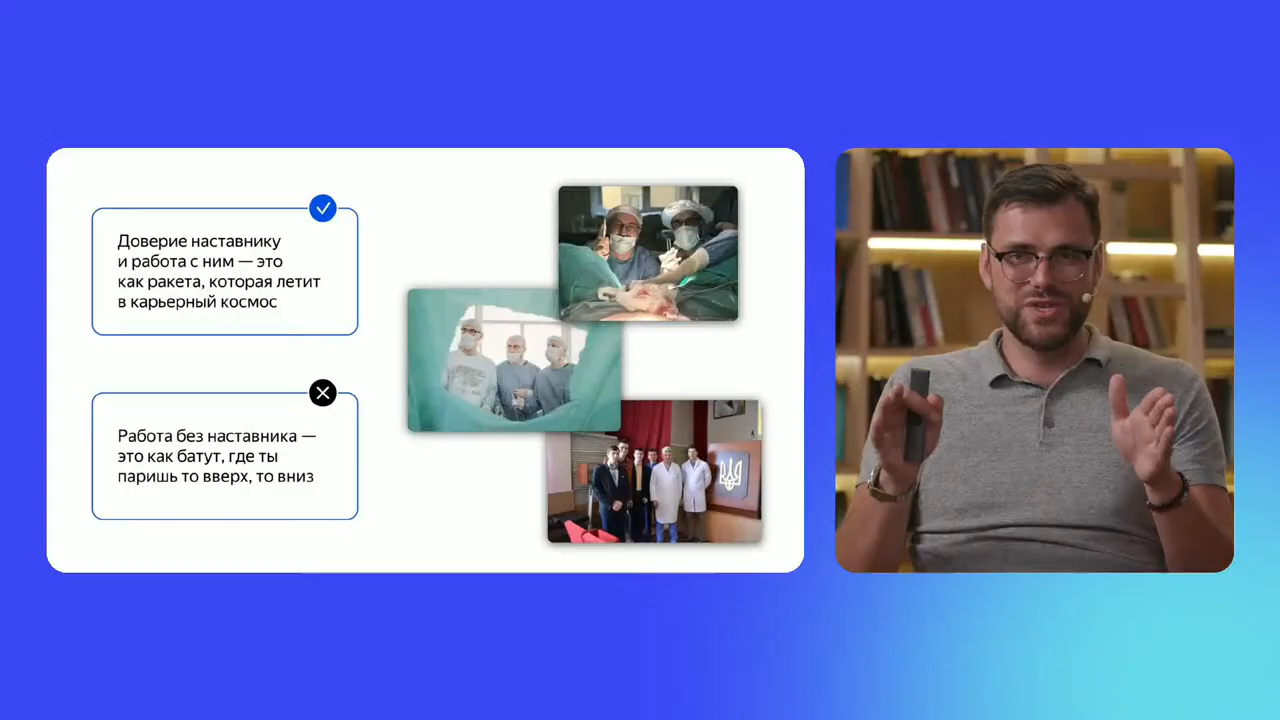 Доверие наставнику
и работа с ним — это
как ракета, которая летит
в карьерный космос
Работа без наставника —
это как батут, где ты
паришь то вверх, то вниз